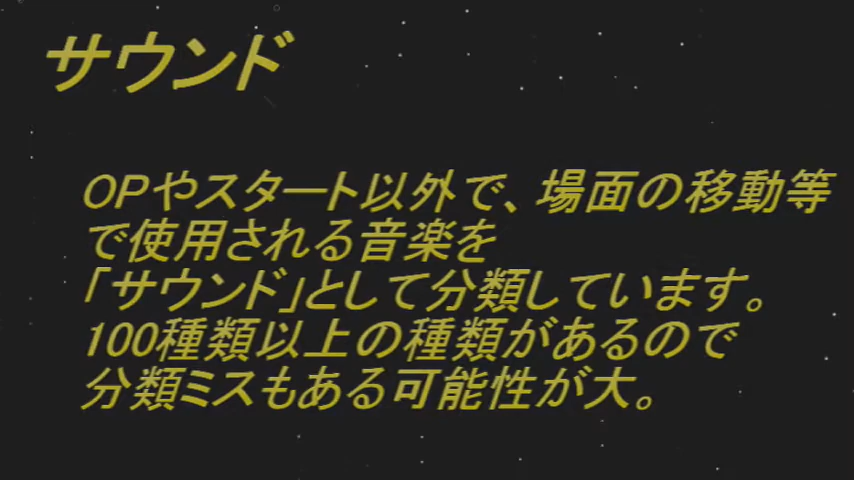 サウンド
OPやスタート以外で、場面の移動等
で使用される音楽を
「サウンド」として分類しています。
100種類以上の種類があるので
分類ミスもある可能性が大。